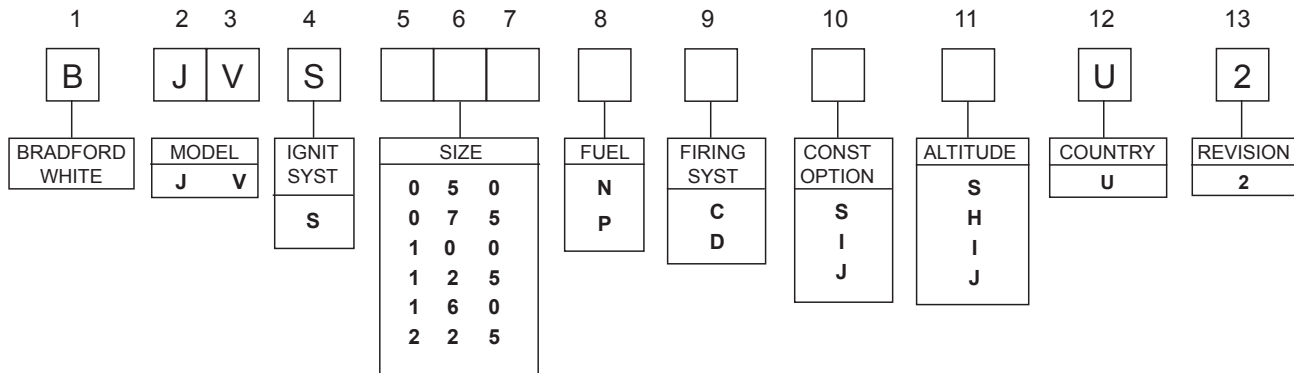 1 2 3 4 5 6 7 8 9 10 11 12 13
B J V S U 2
BRADFORD MODEL IGNIT SIZE FUEL FIRING CONST ALTITUDE COUNTRY REVISION
WHITE J V SYST SYST OPTION U 2
S
0 5 0 N C S S
0 7 5 P D I H
1 0 0 J I
1 2 5 J
1 6 0
2 2 5